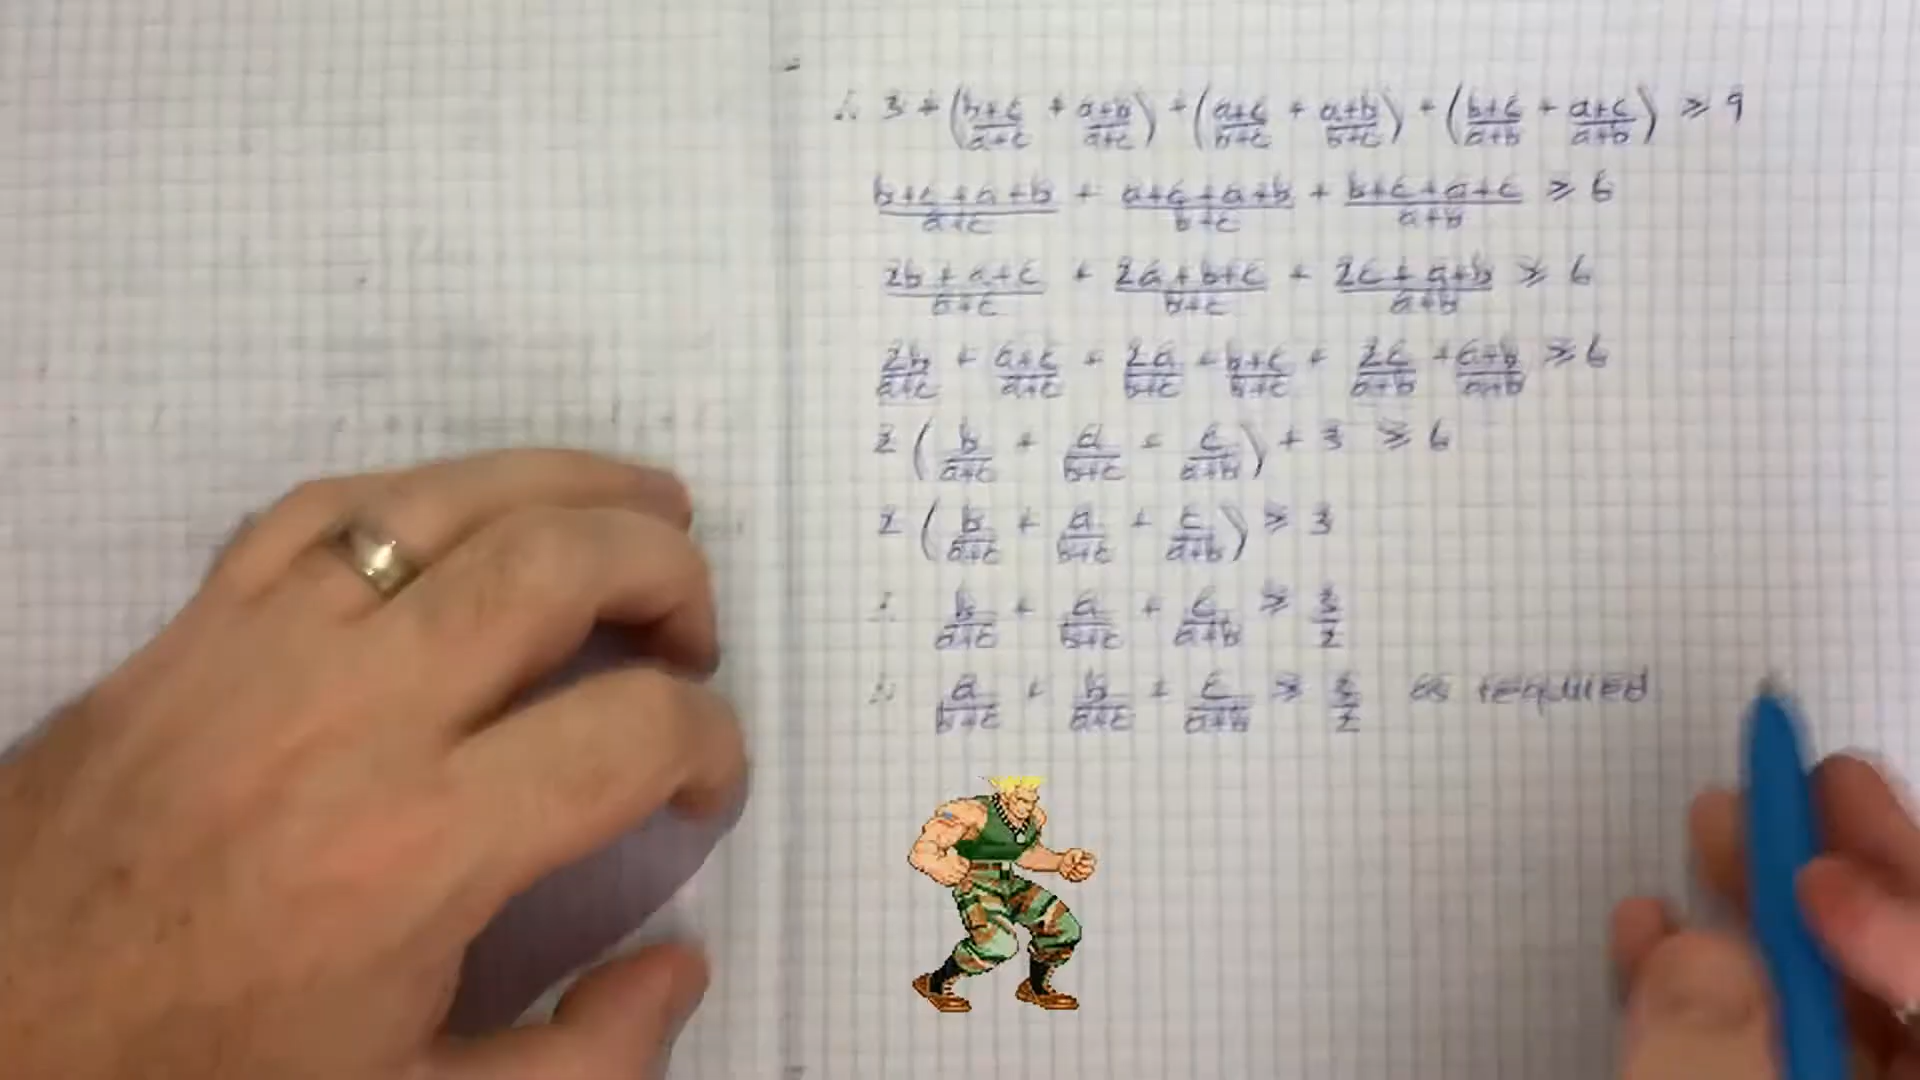 ∴ 3 + (b+c/a+c + a+b/a+c) + (a+c/b+c + a+b/b+c) + (b+c/a+b + a+c/a+b) ≥ 9
b+c+a+b/a+c + a+c+a+b/b+c + b+c+a+c/a+b ≥ 6
2b+a+c/a+c + 2a+b+c/b+c + 2c+a+b/a+b ≥ 6
2b/a+c + a+c/a+c + 2a/b+c + b+c/b+c + 2c/a+b + a+b/a+b ≥ 6
2 (b/a+c + a/b+c + c/a+b) + 3 ≥ 6
2 (b/a+c + a/b+c + c/a+b) ≥ 3
∴ b/a+c + a/b+c + c/a+b ≥ 3/2
∴ a/b+c + b/a+c + c/a+b ≥ 3/2 as required